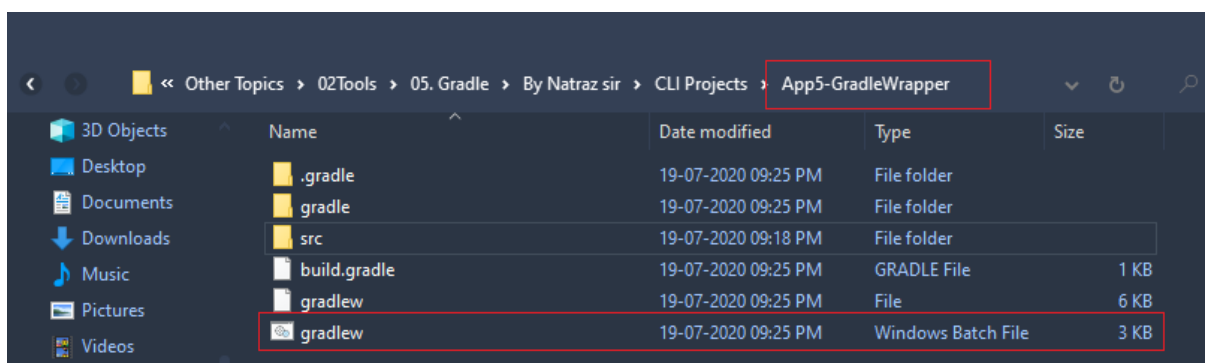 « Other Topics > 02Tools > 05. Gradle > By Natraz sir > CLI Projects > App5-GradleWrapper
3D Objects Name Date modified Type Size
Desktop .gradle 19-07-2020 09:25 PM File folder
Documents gradle 19-07-2020 09:25 PM File folder
Downloads src 19-07-2020 09:18 PM File folder
Music build.gradle 19-07-2020 09:25 PM GRADLE File 1 KB
Pictures gradlew 19-07-2020 09:25 PM File 6 KB
Videos gradlew 19-07-2020 09:25 PM Windows Batch File 3 KB